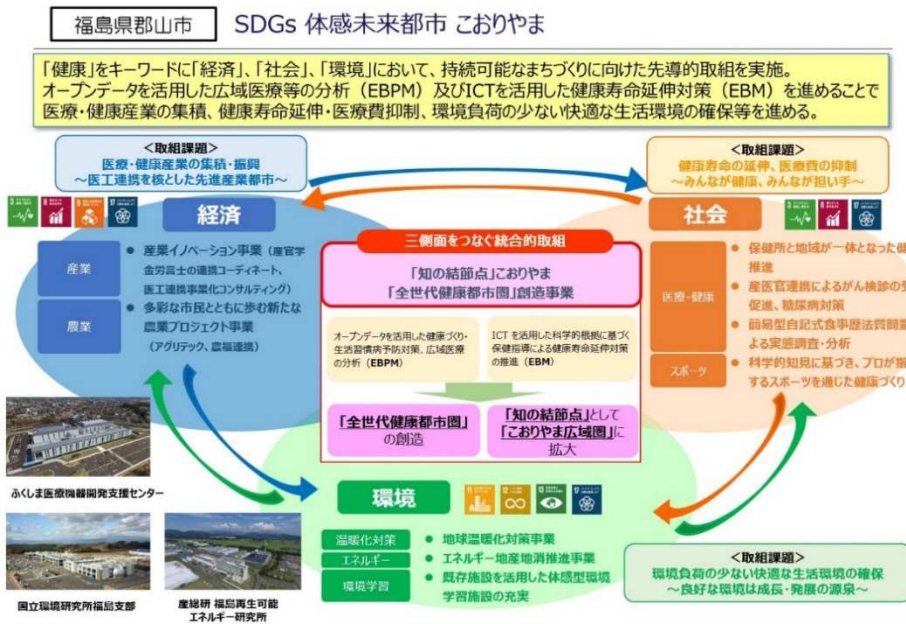 福島県郡山市
SDGs 体感未来都市 こおりやま
「健康」をキーワードに「経済」、「社会」、「環境」において、持続可能なまちづくりに向けた先導的取組を実施。
オープンデータを活用した広域医療等の分析（EBPM）及びICTを活用した健康寿命延伸対策（EBM）を進めることで
医療・健康産業の集積、健康寿命延伸・医療費抑制、環境負荷の少ない快適な生活環境の確保等を進める。
＜取組課題＞
医療・健康産業の集積・振興
～医工連携を核とした先進産業都市～
＜取組課題＞
健康寿命の延伸、医療費の抑制
～みんなが健康、みんなが担い手～
経済
産業
● 産業イノベーション事業（産官学
金労言士の連携コーディネート、
医工連携事業化コンサルティング）
農業
● 多彩な市民とともに歩む新たな
農業プロジェクト事業
（アグリテック、農福連携）
三側面をつなぐ統合的取組
「知の結節点」こおりやま
「全世代健康都市圏」創造事業
オープンデータを活用した健康づくり・
生活習慣病予防対策、広域医療
の分析（EBPM）
ICT を活用した科学的根拠に基づく
保健指導による健康寿命延伸対策
の推進（EBM）
「全世代健康都市圏」
の創造
「知の結節点」として
「こおりやま広域圏」に
拡大
社会
医療・健康
● 保健所と地域が一体となった健
推進
● 産医官連携によるがん検診の受
促進、糖尿病対策
● 簡易型自記式食事歴法質問票
よる実態調査・分析
スポーツ
● 科学的知見に基づき、プロが指
するスポーツを通じた健康づくり
ふくしま医療機器開発支援センター
国立環境研究所福島支部
産総研 福島再生可能
エネルギー研究所
環境
温暖化対策
● 地球温暖化対策事業
エネルギー
● エネルギー地産地消推進事業
環境学習
● 既存施設を活用した体感型環境
学習施設の充実
＜取組課題＞
環境負荷の少ない快適な生活環境の確保
～良好な環境は成長・発展の源泉～